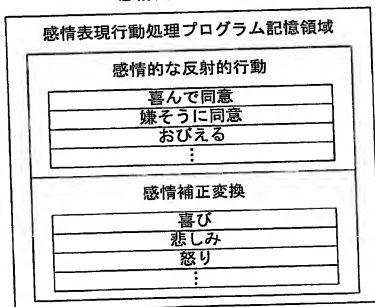 感情表現行動処理プログラム記憶領域
感情的な反射的行動
喜んで同意
嫌そうに同意
おびえる
⋮
感情補正変換
喜び
悲しみ
怒り
⋮